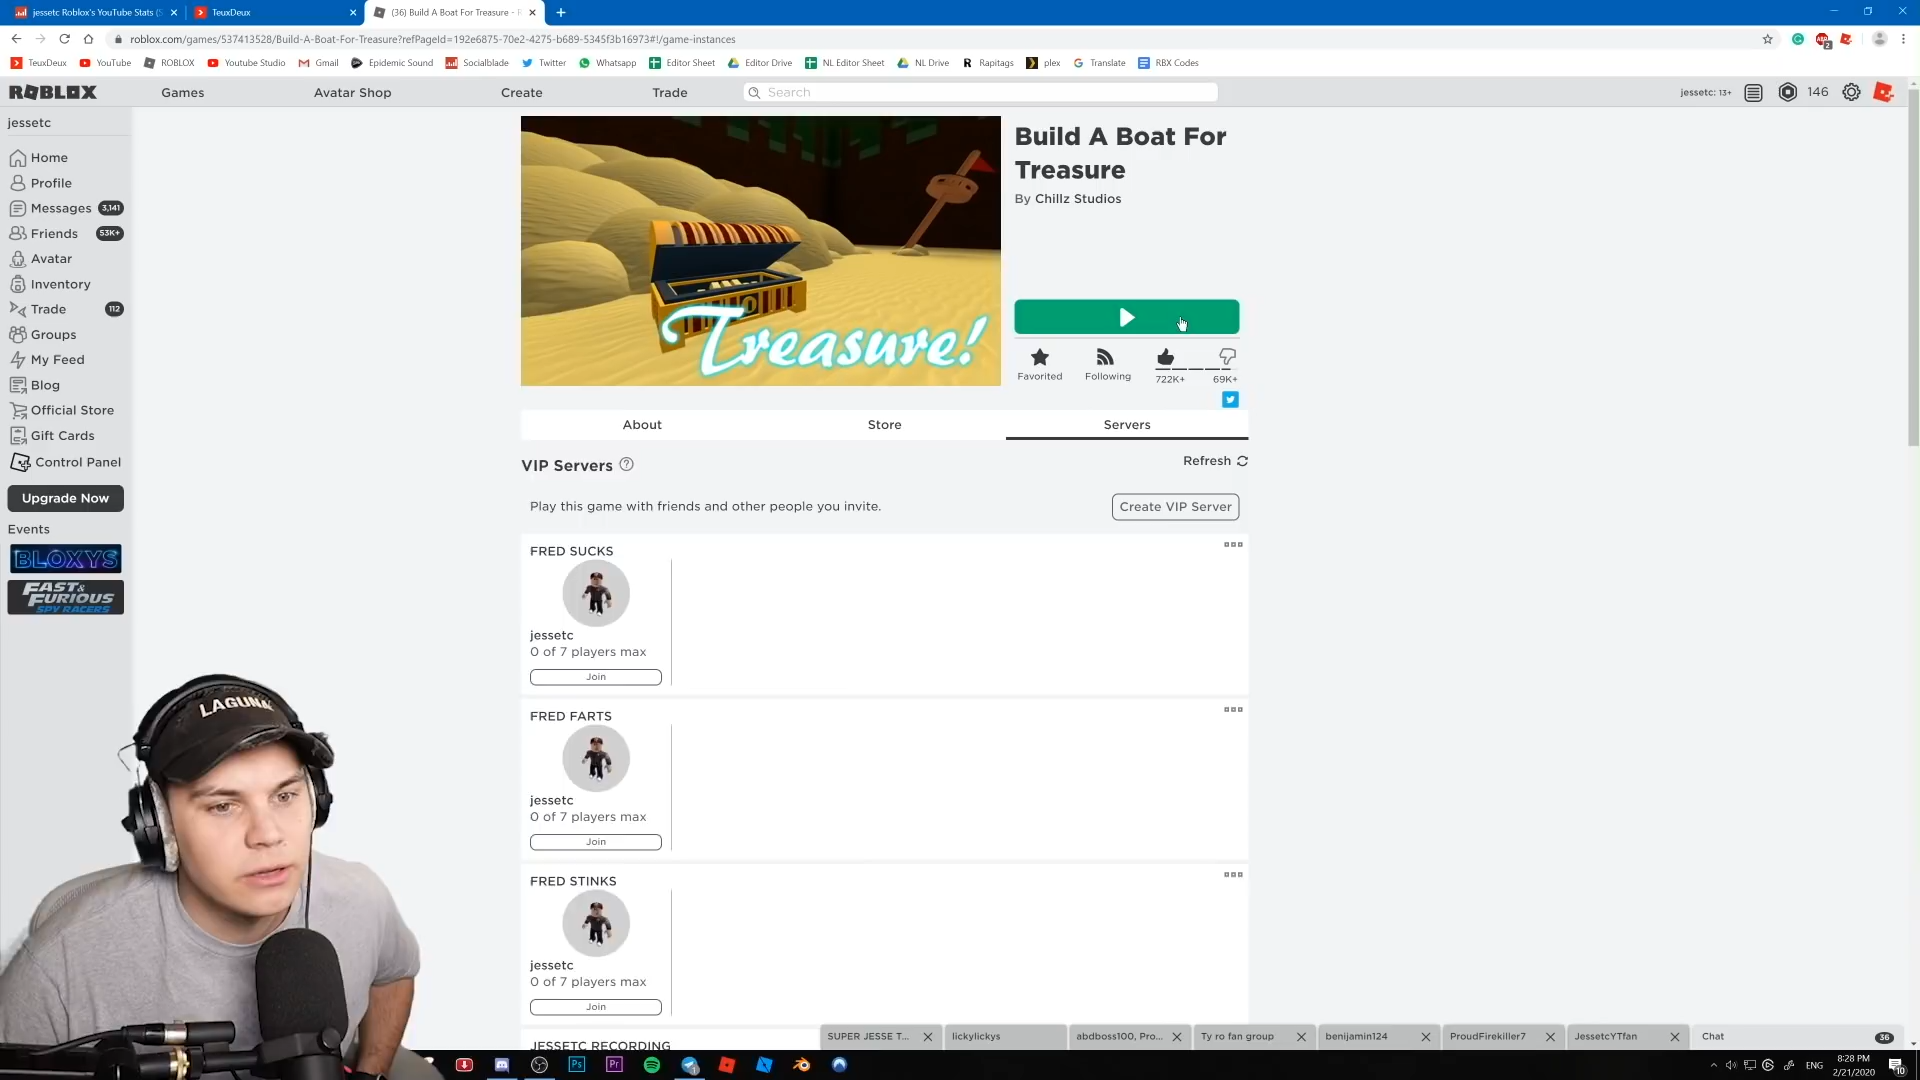 jessetc Roblox's YouTube Stats (S
TeuxDeux
(36) Build A Boat For Treasure - R
roblox.com/games/537413528/Build-A-Boat-For-Treasure?refPageId=192e6875-70e2-4275-b689-5345f3b16973#!/game-instances
TeuxDeux YouTube ROBLOX Youtube Studio Gmail Epidemic Sound Socialblade Twitter Whatsapp Editor Sheet Editor Drive NL Editor Sheet NL Drive Rapitags plex Translate RBX Codes
ROBLOX Games Avatar Shop Create Trade Search jessetc: 13+ 146
jessetc
Home
Profile
Messages 3,141
Friends 53K+
Avatar
Inventory
Trade 112
Groups
My Feed
Blog
Official Store
Gift Cards
Control Panel
Upgrade Now
Events
BLOXYS
FAST & FURIOUS
SPY RACERS
Treasure!
Build A Boat For
Treasure
By Chillz Studios
Favorited Following 722K+ 69K+
About Store Servers
VIP Servers Refresh
Play this game with friends and other people you invite. Create VIP Server
FRED SUCKS
jessetc
0 of 7 players max
Join
FRED FARTS
jessetc
0 of 7 players max
Join
FRED STINKS
jessetc
0 of 7 players max
Join
JESSETC RECORDING
LAGUNA
SUPER JESSE T... lickylickys abdboss100, Pro... Ty ro fan group benijamin124 ProudFirekiller7 JessetcYTfan Chat 36
ENG
8:28 PM
2/21/2020
10